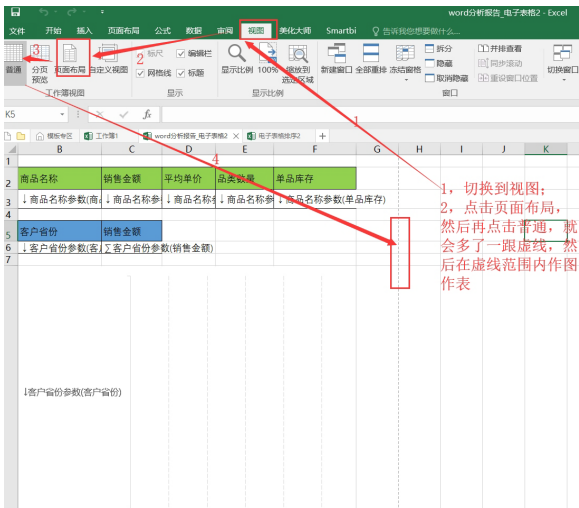 word分析报告_电子表格2 - Excel
文件 开始 插入 页面布局 公式 数据 审阅 视图 美化大师 Smartbi 告诉我您想要做什么...
普通 分页预览 页面布局 自定义视图
标尺 编辑栏
网格线 标题
显示比例 100% 缩放到选定区域
新建窗口 全部重排 冻结窗格
拆分
隐藏
取消隐藏
并排查看
同步滚动
重设窗口位置
切换窗口
工作簿视图 显示 显示比例 窗口
3
2
1
4
K5 fx
模板专区 工作簿1 word分析报告_电子表格2 电子表格排序2
B C D E F G H I J K
1
2 商品名称 销售金额 平均单价 品类数量 单品库存
3 ↓商品名称参数(商 ↓商品名称参 ↓商品名称参 ↓商品名称参 ↓商品名称参数(单品库存)
4
5 客户省份 销售金额
6 ↓客户省份参数(客 ∑客户省份参数(销售金额)
7
↓客户省份参数(客户省份)
1，切换到视图；
2，点击页面布局，
然后再点击普通，就
会多了一跟虚线，然
后在虚线范围内作图
作表